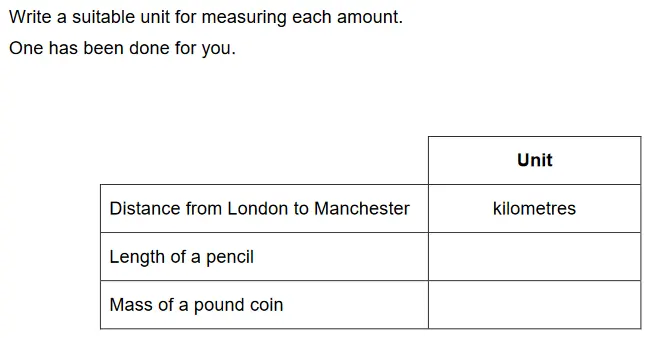 Write a suitable unit for measuring each amount.
One has been done for you.
Unit
Distance from London to Manchester kilometres
Length of a pencil
Mass of a pound coin